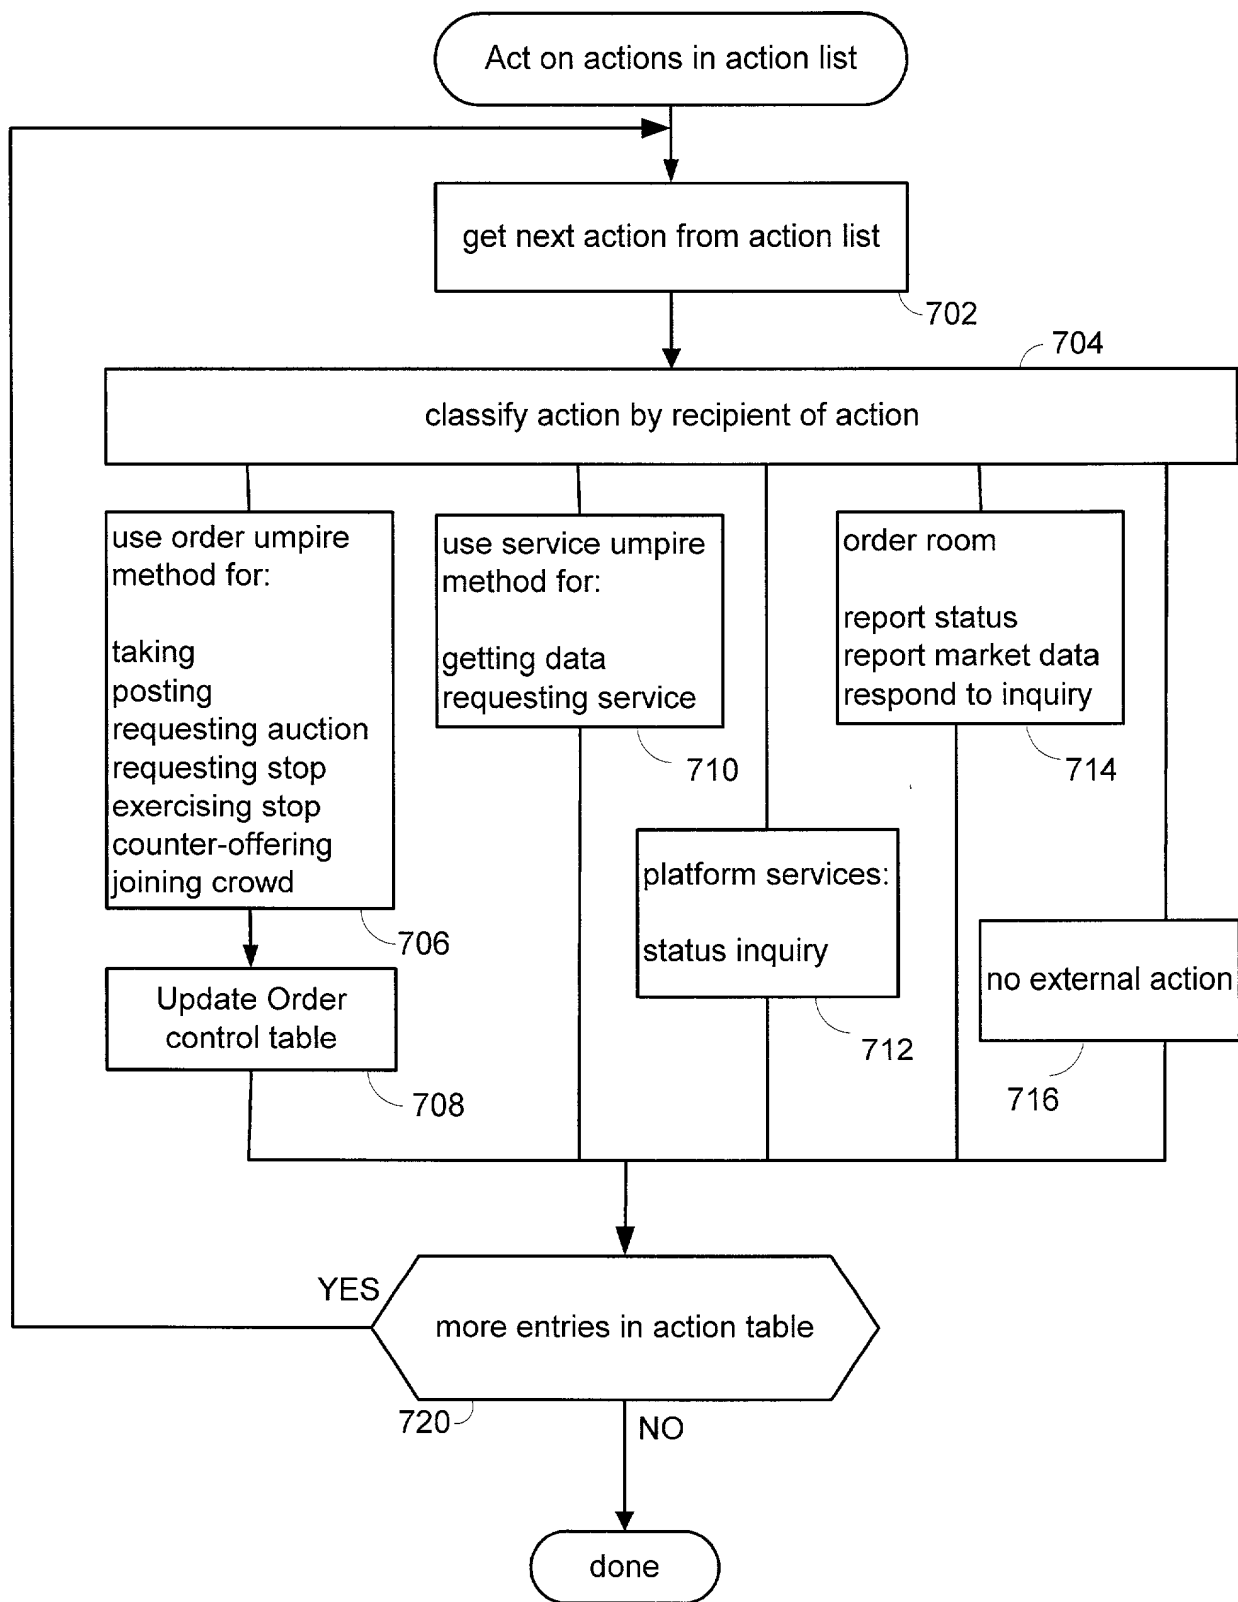 Act on actions in action list
get next action from action list
702
704
classify action by recipient of action
use order umpire
method for:
taking
posting
requesting auction
requesting stop
exercising stop
counter-offering
joining crowd
706
Update Order
control table
708
use service umpire
method for:
getting data
requesting service
710
platform services:
status inquiry
712
order room
report status
report market data
respond to inquiry
714
no external action
716
YES
more entries in action table
720
NO
done